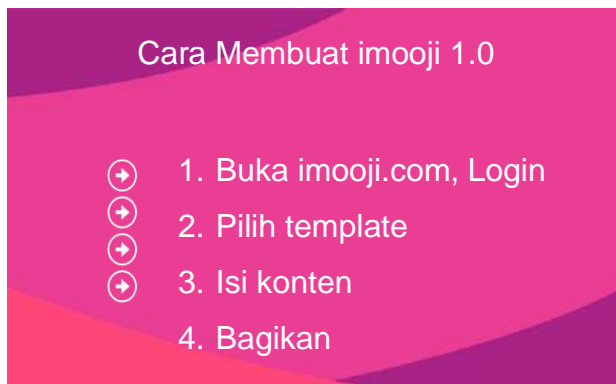 Cara Membuat imooji 1.0
1. Buka imooji.com, Login
2. Pilih template
3. Isi konten
4. Bagikan